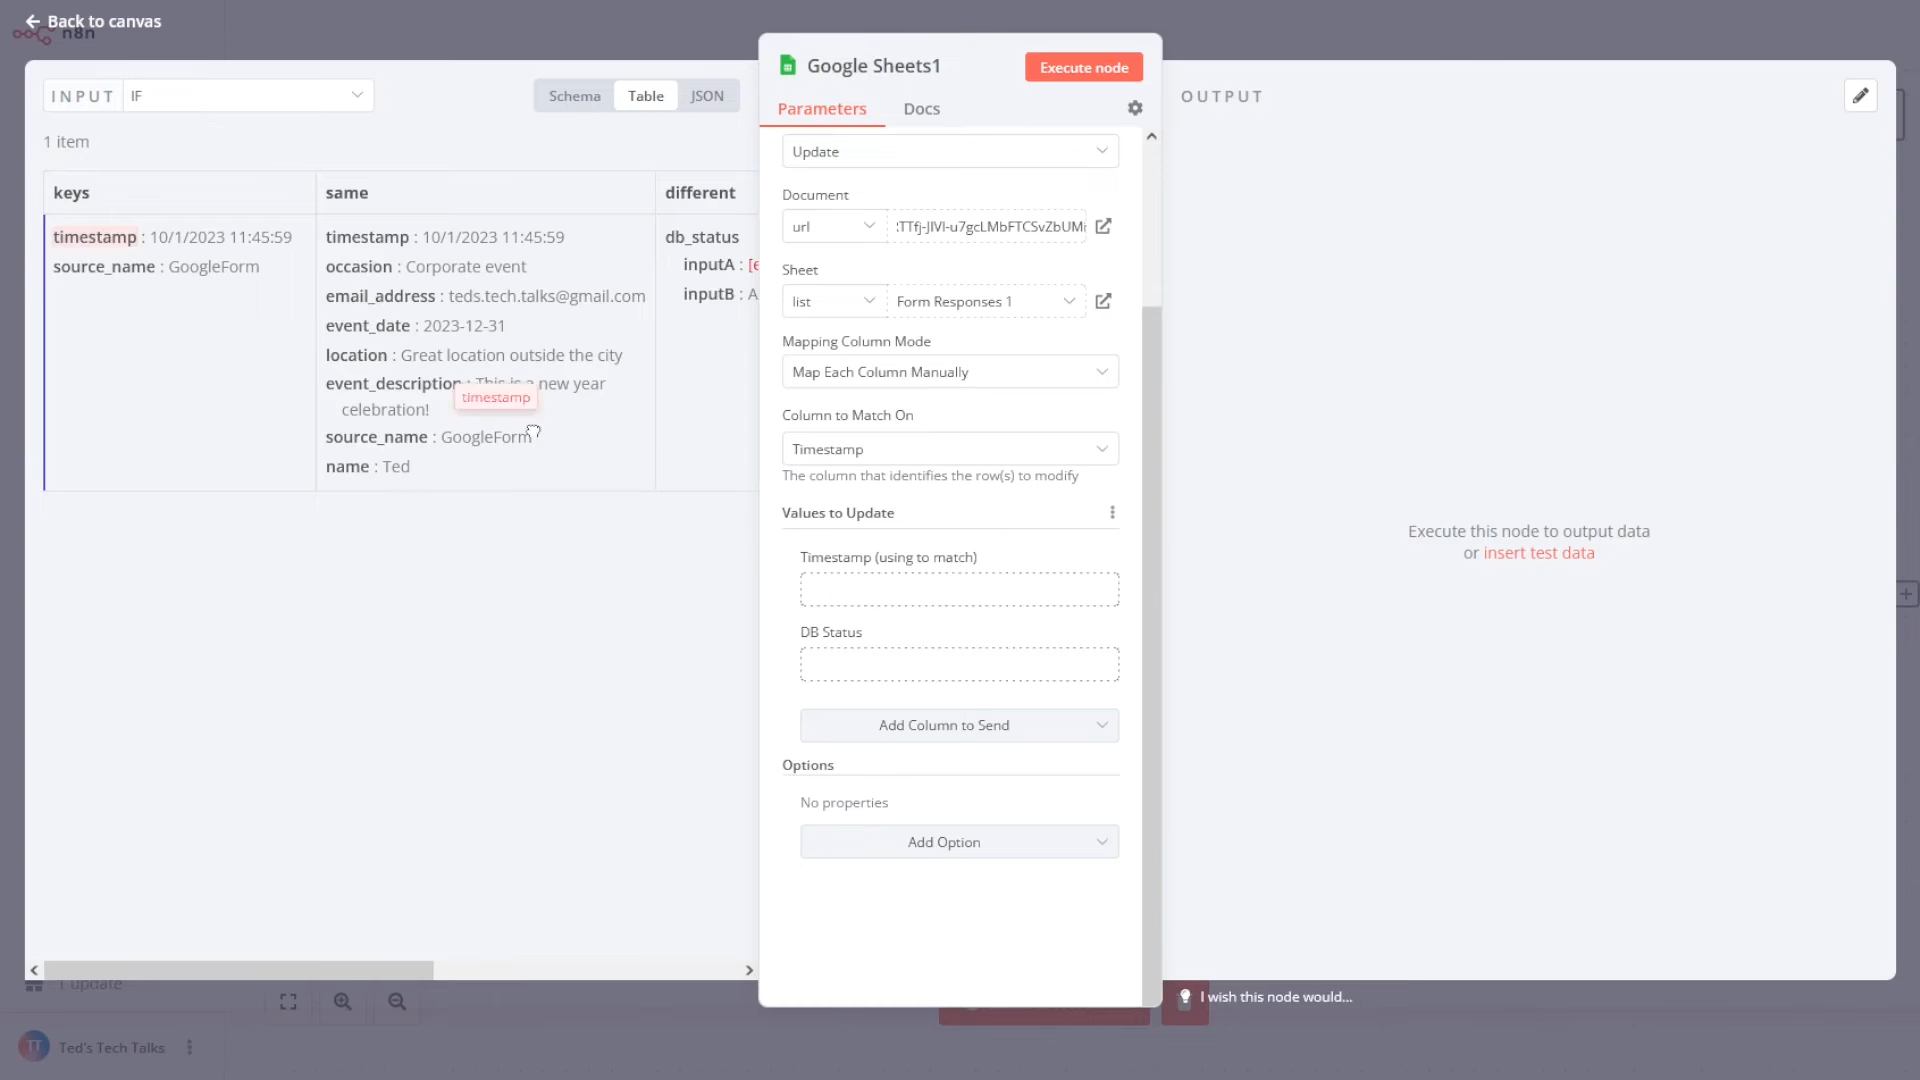 Back to canvas
n8n
INPUT IF
Schema Table JSON
1 item
keys same different
timestamp : 10/1/2023 11:45:59
source_name : GoogleForm
timestamp : 10/1/2023 11:45:59
occasion : Corporate event
email_address : teds.tech.talks@gmail.com
event_date : 2023-12-31
location : Great location outside the city
event_description : This is a new year
celebration!
source_name : GoogleForm
name : Ted
timestamp
db_status
inputA : [e
inputB : A
Google Sheets1
Execute node
Parameters Docs
Update
Document
url
Sheet
list Form Responses 1
Mapping Column Mode
Map Each Column Manually
Column to Match On
Timestamp
The column that identifies the row(s) to modify
Values to Update
Timestamp (using to match)
DB Status
Add Column to Send
Options
No properties
Add Option
OUTPUT
Execute this node to output data
or insert test data
I wish this node would...
1 update
TT Ted's Tech Talks